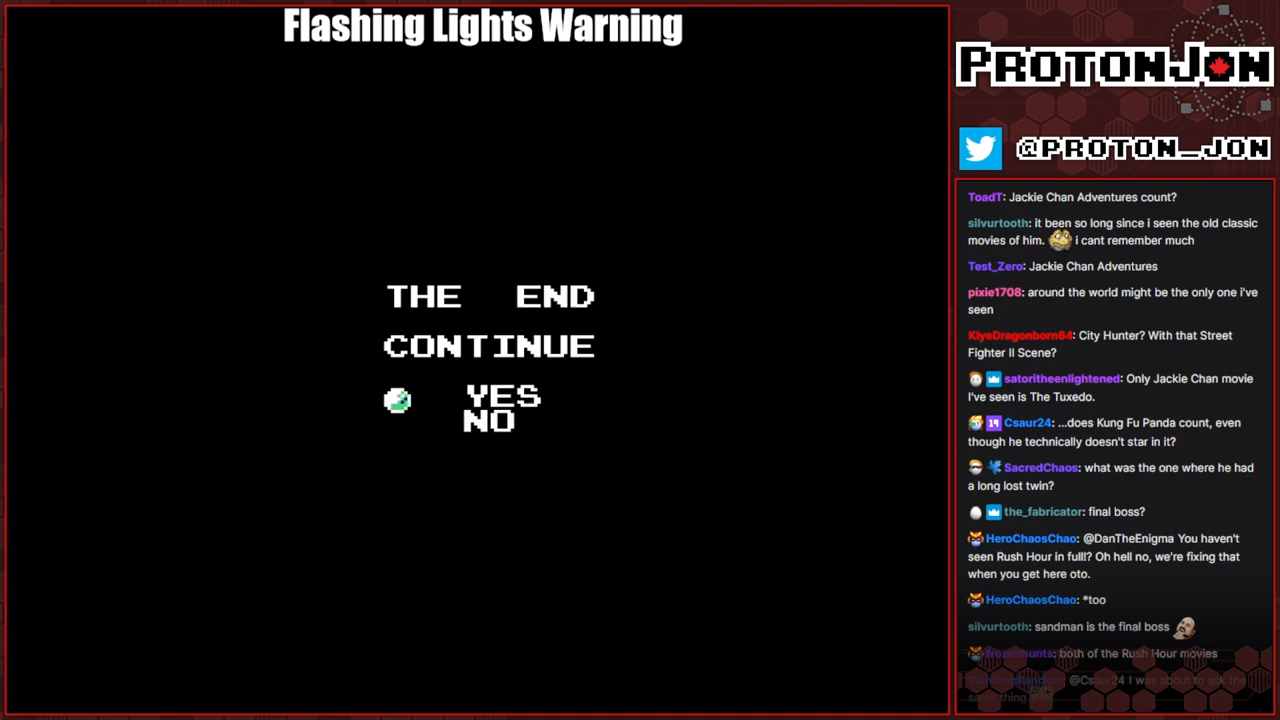 Flashing Lights Warning
THE END
CONTINUE
YES
NO
PROTONJON
@PROTON_JON
ToadT: Jackie Chan Adventures count?
silvurtooth: it been so long since i seen the old classic
movies of him. i cant remember much
Test_Zero: Jackie Chan Adventures
pixie1708: around the world might be the only one i've
seen
KlyeDragonborn64: City Hunter? With that Street
Fighter II Scene?
satoritheenlightened: Only Jackie Chan movie
I've seen is The Tuxedo.
19 Csaur24: ...does Kung Fu Panda count, even
though he technically doesn't star in it?
SacredChaos: what was the one where he had
a long lost twin?
the_fabricator: final boss?
HeroChaosChao: @DanTheEnigma You haven't
seen Rush Hour in full!? Oh hell no, we're fixing that
when you get here oto.
HeroChaosChao: *too
silvurtooth: sandman is the final boss
frozenbunts: both of the Rush Hour movies
@Csaur24 I was about to ask the
same thing